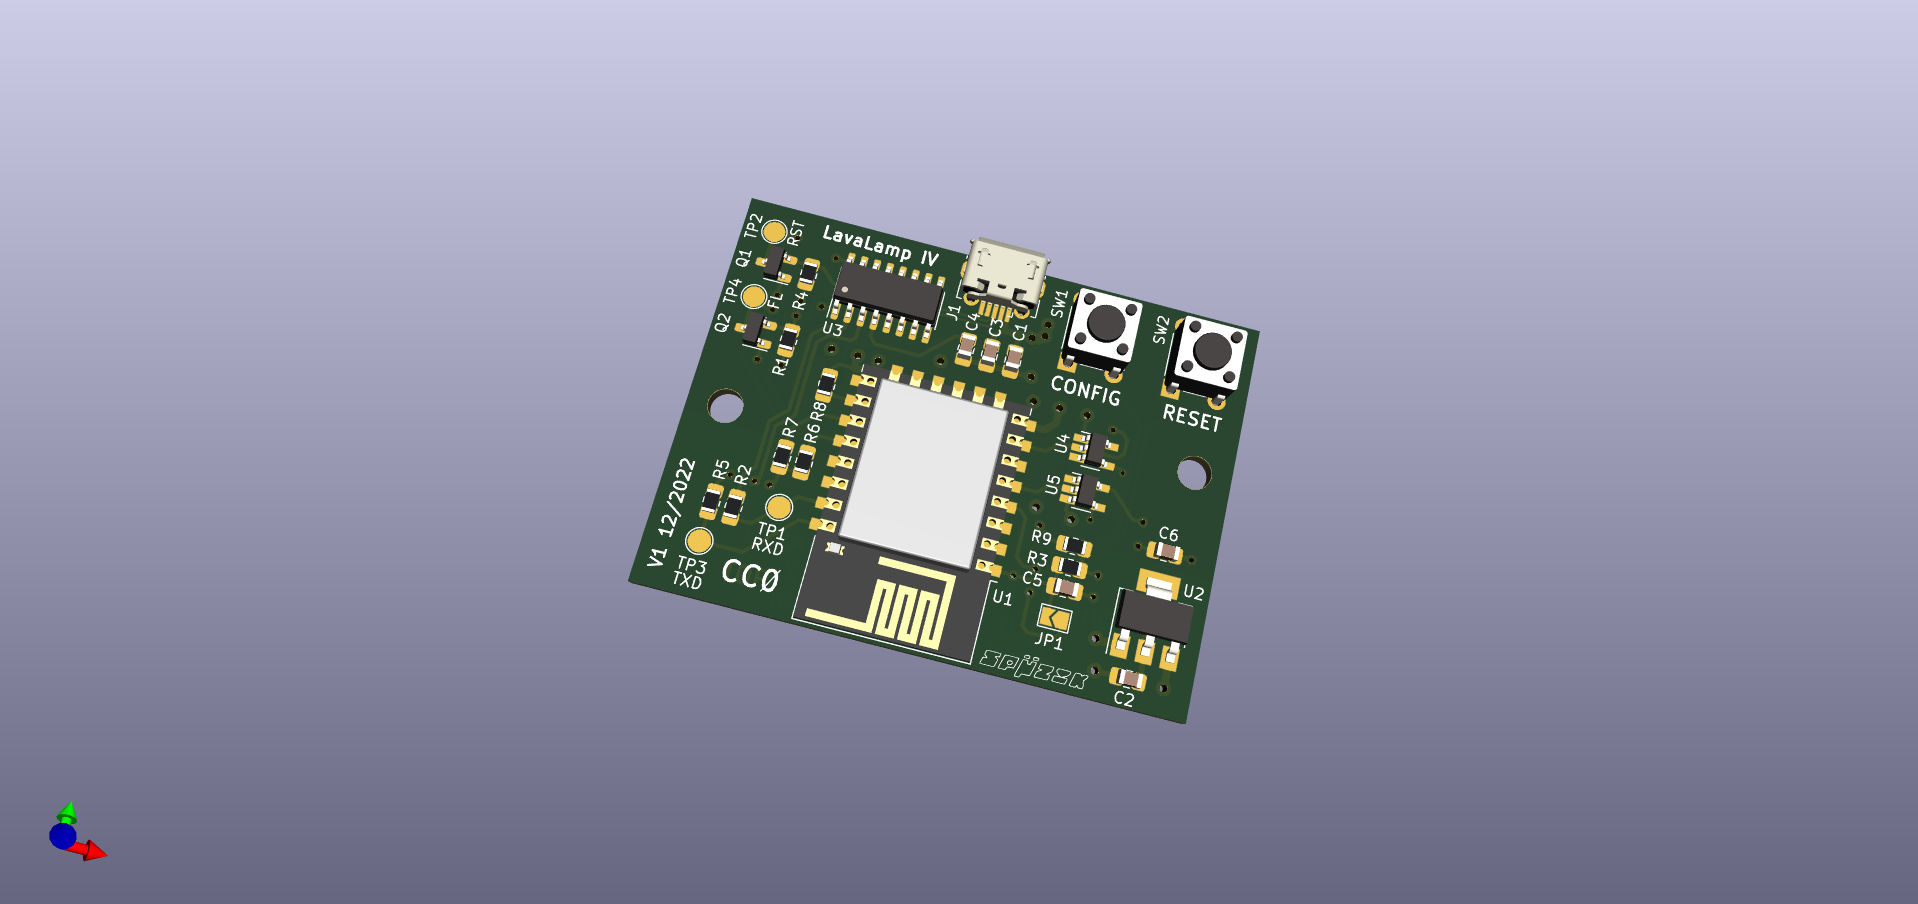 TP2
RST
LavaLamp IV
Q1
TP4
FL
R4
Q2
U3
R1
J1
C4
C3
C1
SW1
SW2
CONFIG
RESET
R8
R7
R6
U4
U5
R5
R2
V1 12/2022
TP1
RXD
TP3
TXD
CCØ
R9
R3
C5
C6
U2
U1
JP1
C2